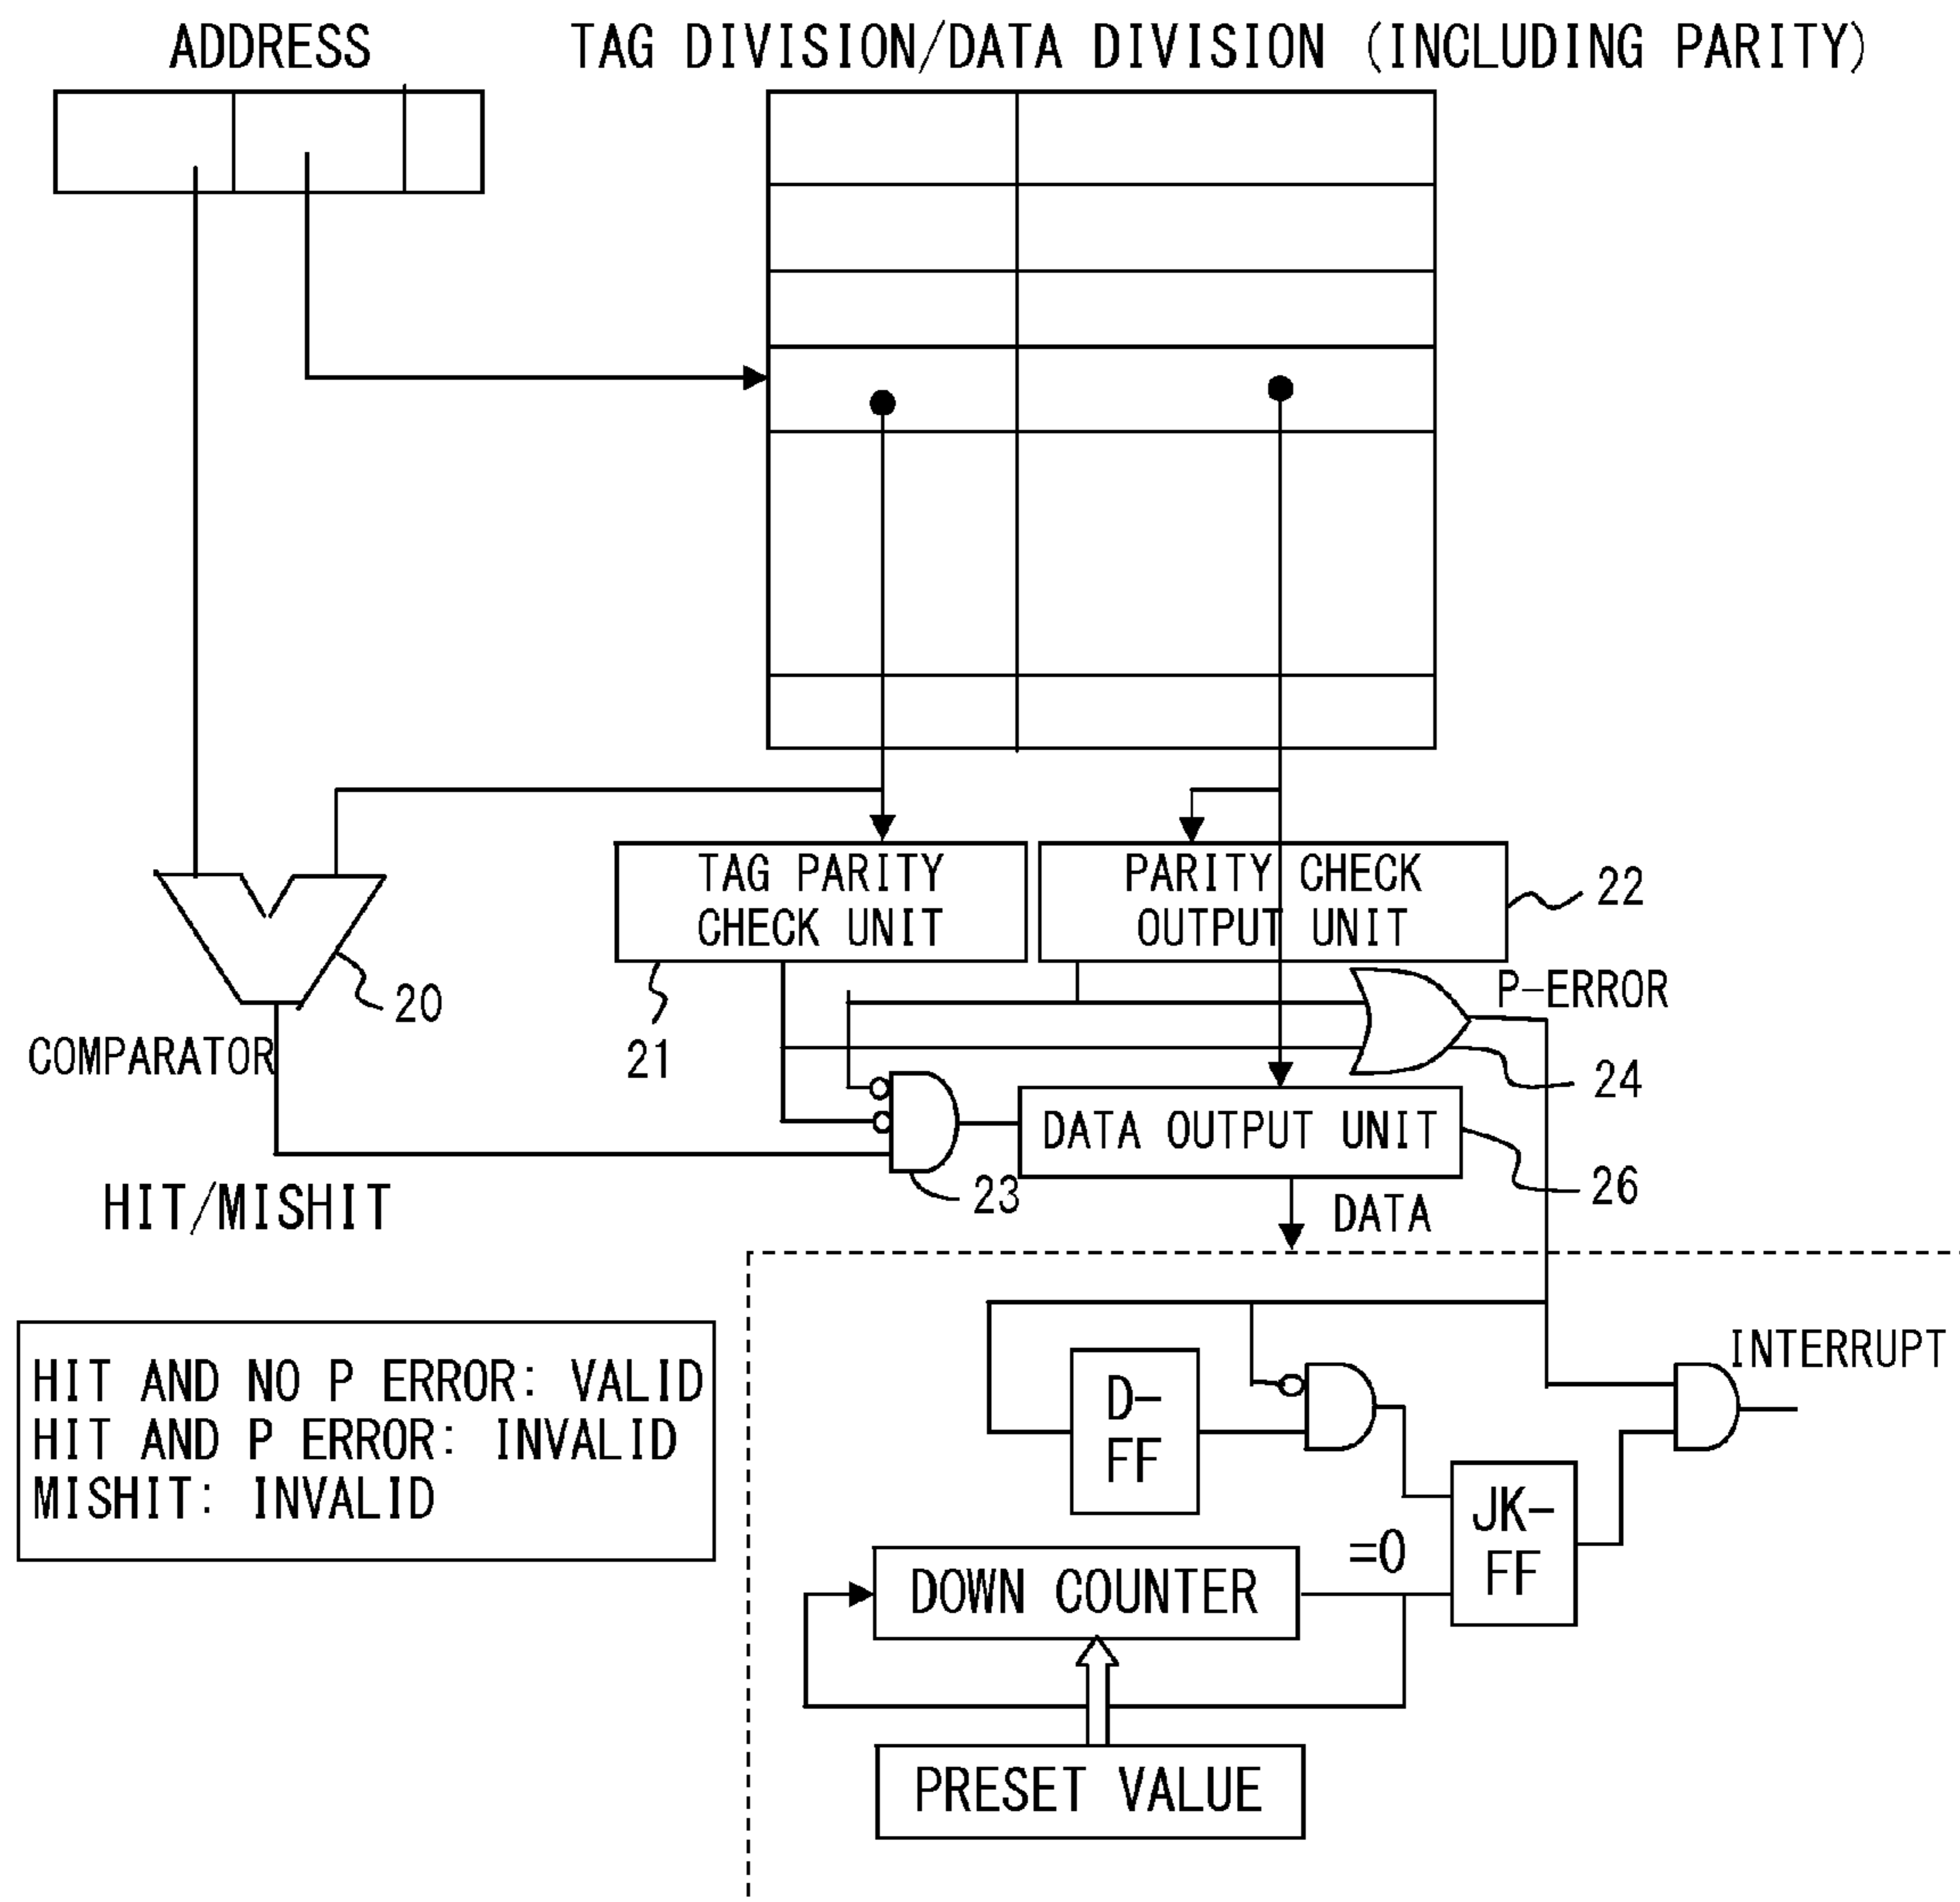 ADDRESS
TAG DIVISION/DATA DIVISION (INCLUDING PARITY)
TAG PARITY
CHECK UNIT
PARITY CHECK
OUTPUT UNIT
22
20
21
P-ERROR
COMPARATOR
24
DATA OUTPUT UNIT
23
26
HIT/MISHIT
DATA
HIT AND NO P ERROR: VALID
HIT AND P ERROR: INVALID
MISHIT: INVALID
INTERRUPT
D-
FF
JK-
FF
=0
DOWN COUNTER
PRESET VALUE